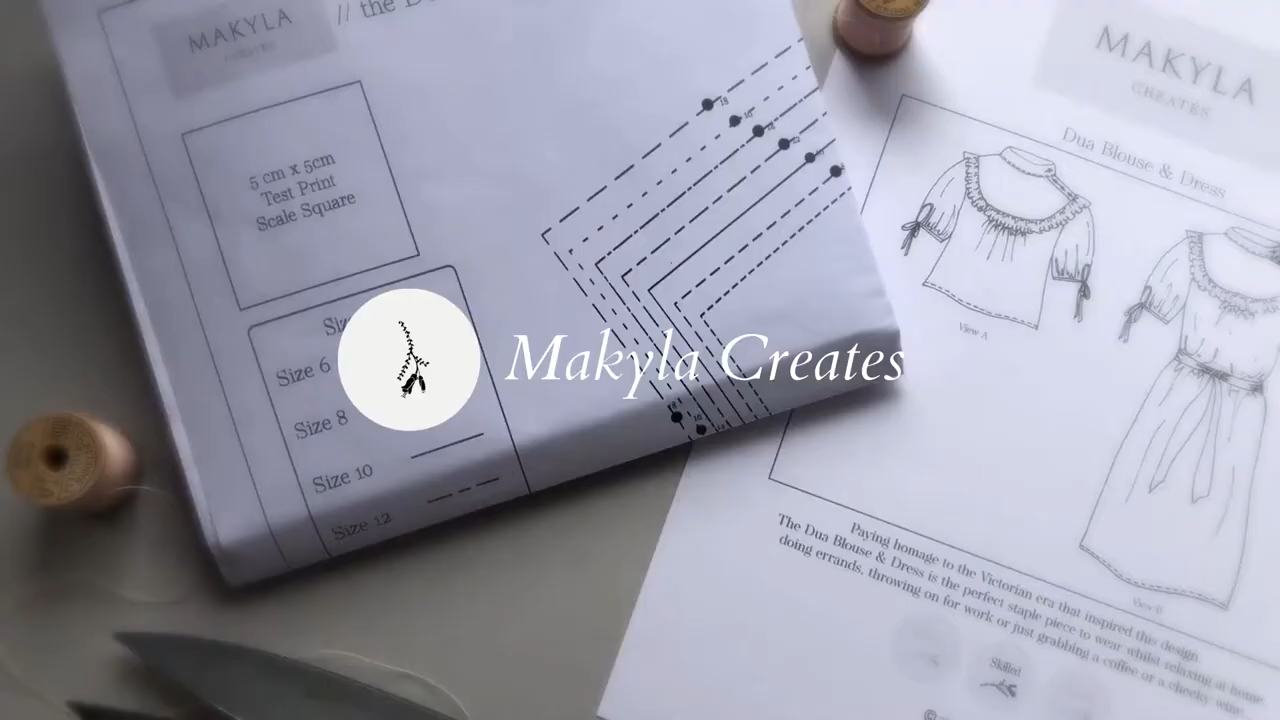 MAKYLA
CREATES
// the D
5 cm x 5cm
Test Print
Scale Square
Size 6
Size 8
Size 10
Size 12
Makyla Creates
MAKYLA
CREATES
Dua Blouse & Dress
View A
View B
Paying homage to the Victorian era that inspired this design.
The Dua Blouse & Dress is the perfect staple piece to wear whilst relaxing at home,
doing errands, throwing on for work or just grabbing a coffee or a cheeky wine.
Skilled